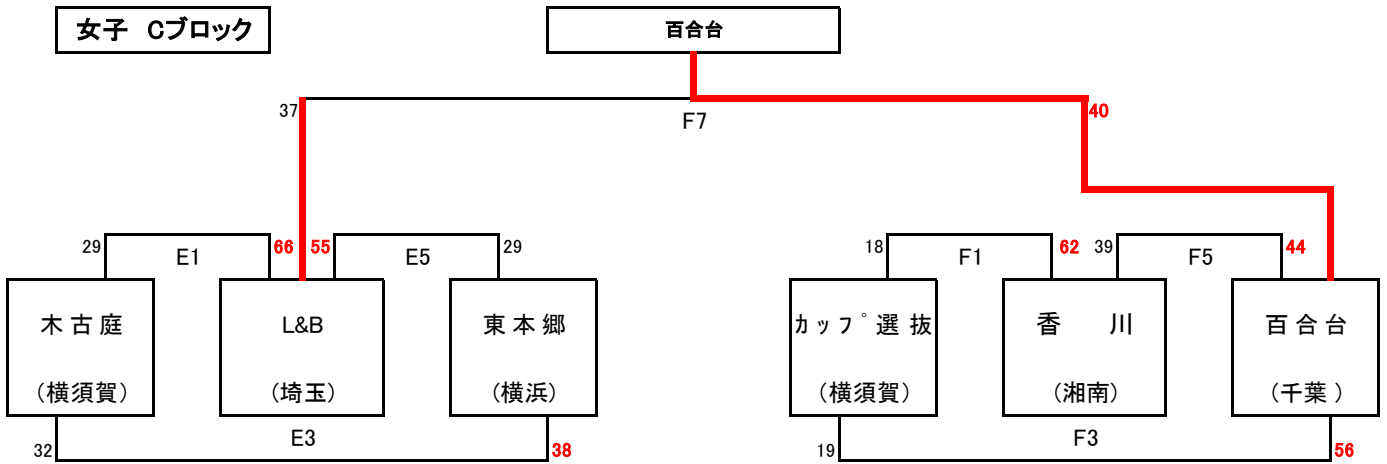 女子 Cブロック
百合台
37
F7
40
29
E1
66
55
E5
29
18
F1
62
39
F5
44
木古庭
L&B
東本郷
カップ選抜
香川
百合台
(横須賀)
(埼玉)
(横浜)
(横須賀)
(湘南)
(千葉)
32
E3
38
19
F3
56